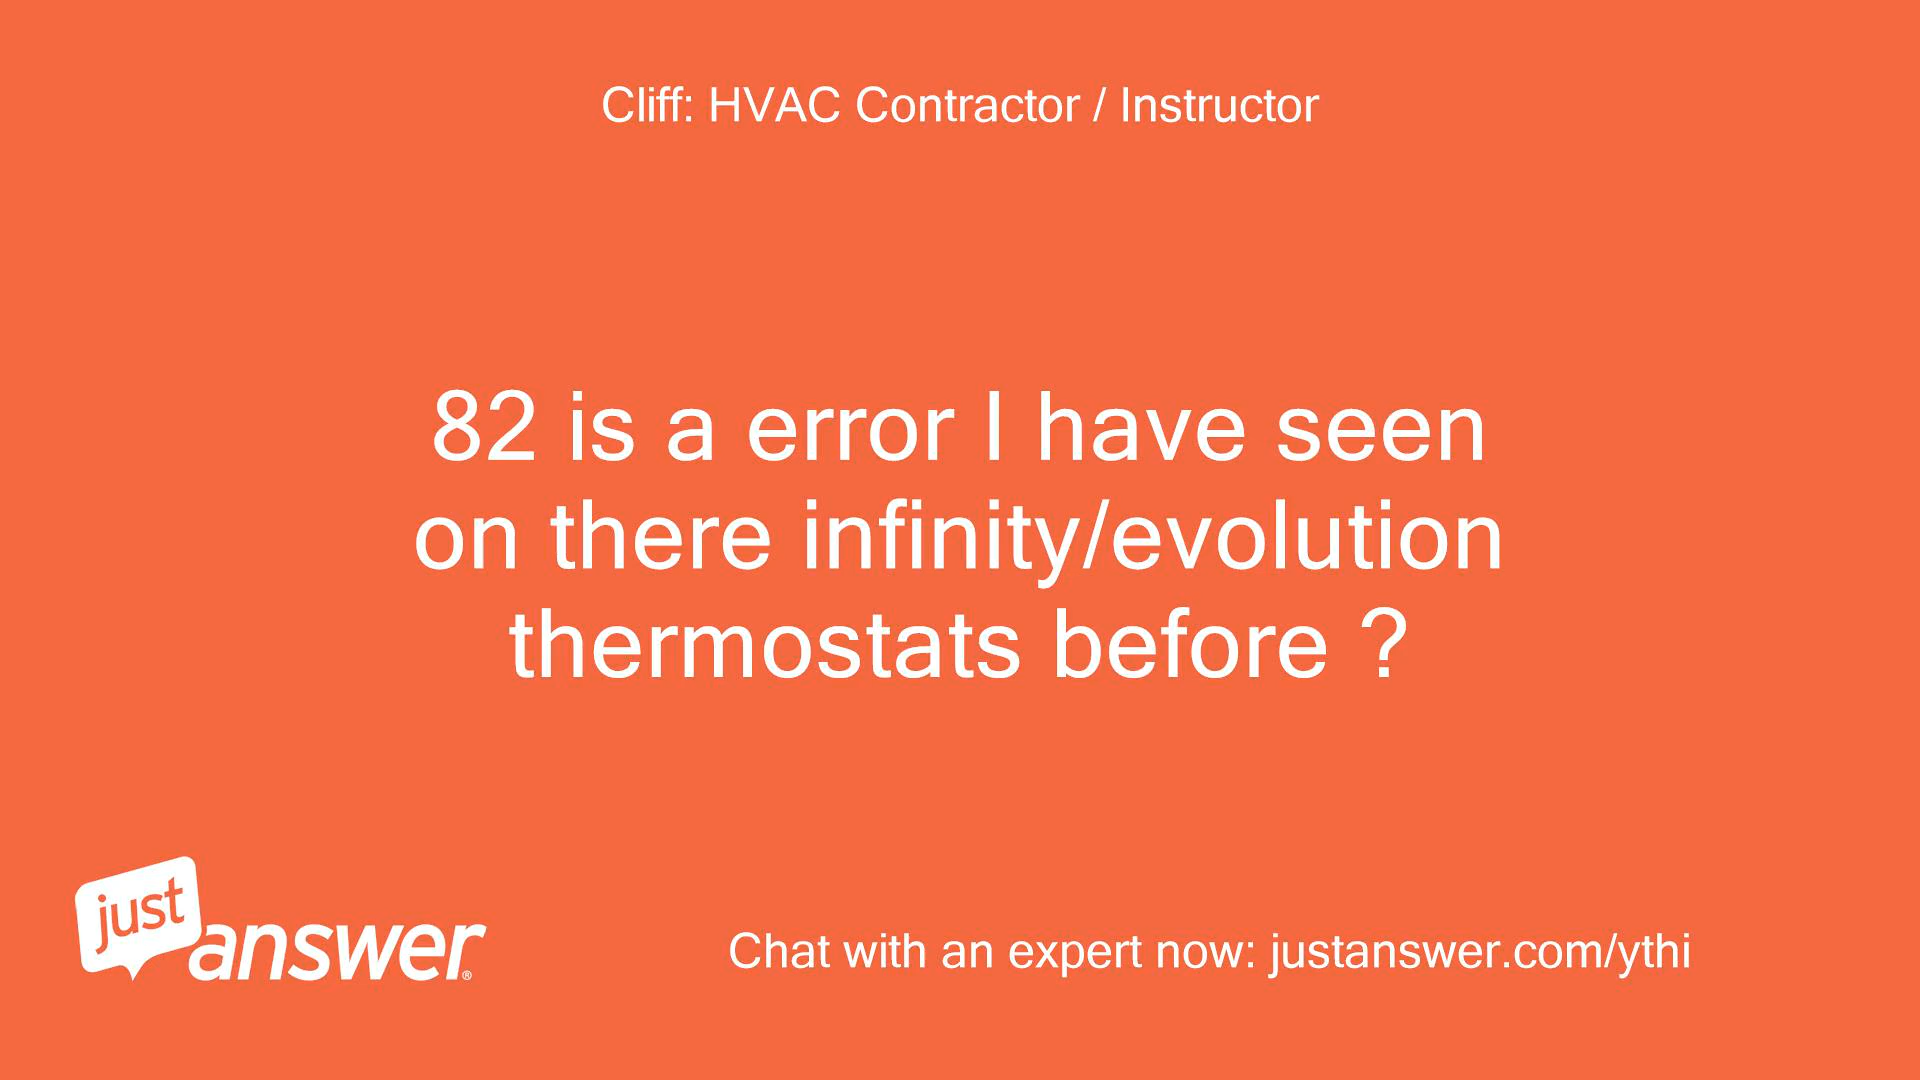 Cliff: HVAC Contractor / Instructor
82 is a error I have seen
on there infinity/evolution
thermostats before ?
just
answer®
Chat with an expert now: justanswer.com/ythi